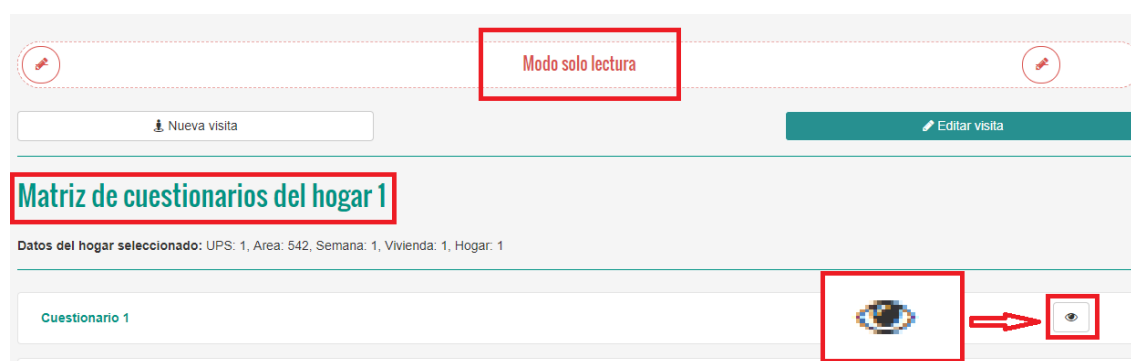 Modo solo lectura
Nueva visita
Editar visita
Matriz de cuestionarios del hogar 1
Datos del hogar seleccionado: UPS: 1, Area: 542, Semana: 1, Vivienda: 1, Hogar: 1
Cuestionario 1